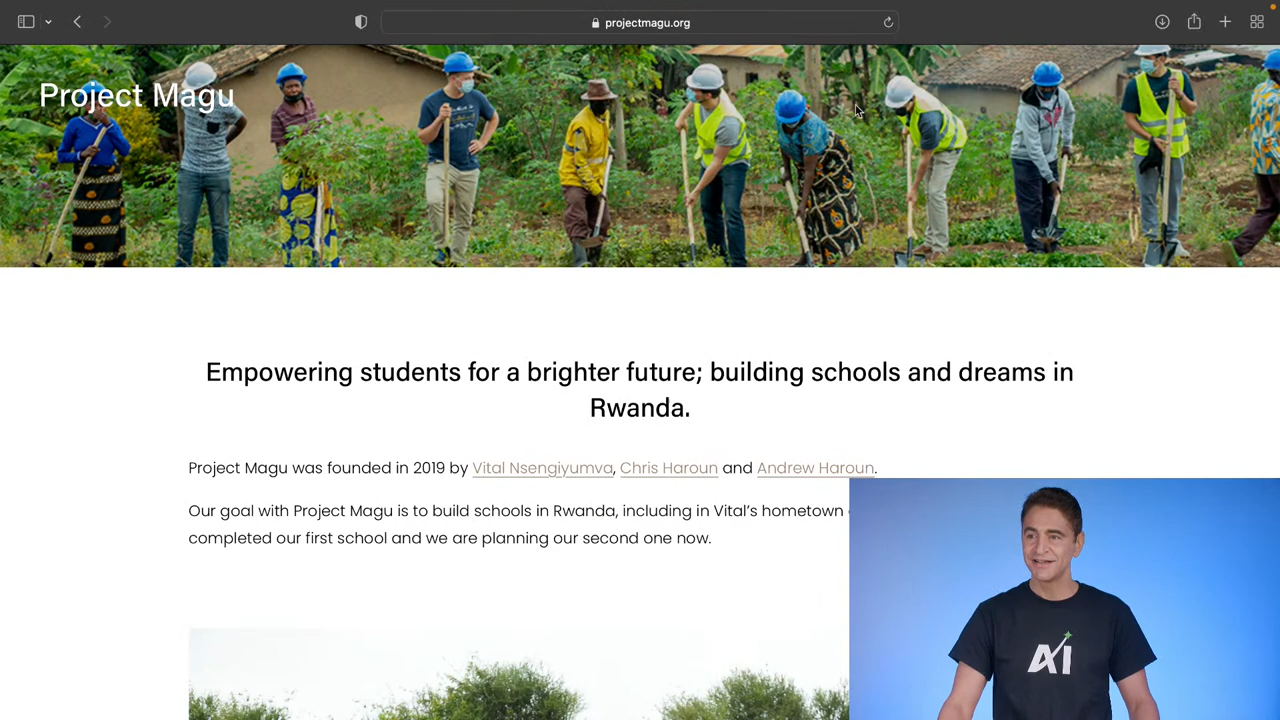 projectmagu.org
Project Magu
Empowering students for a brighter future; building schools and dreams in
Rwanda.
Project Magu was founded in 2019 by Vital Nsengiyumva, Chris Haroun and Andrew Haroun.
Our goal with Project Magu is to build schools in Rwanda, including in Vital's hometown
completed our first school and we are planning our second one now.
AI